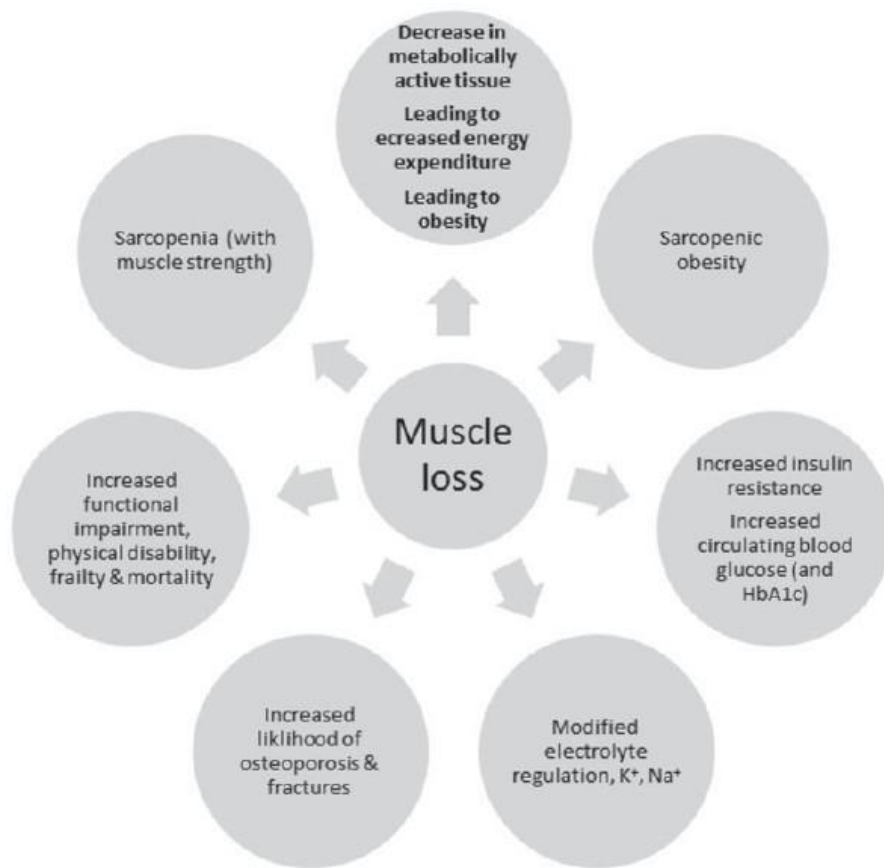 Decrease in
metabolically
active tissue
Leading to
ecreased energy
expenditure
Leading to
obesity
Sarcopenic
obesity
Increased insulin
resistance
Increased
circulating blood
glucose (and
HbA1c)
Modified
electrolyte
regulation, K⁺, Na⁺
Increased
liklihood of
osteoporosis &
fractures
Increased
functional
impairment,
physical disability,
frailty & mortality
Sarcopenia (with
muscle strength)
Muscle
loss